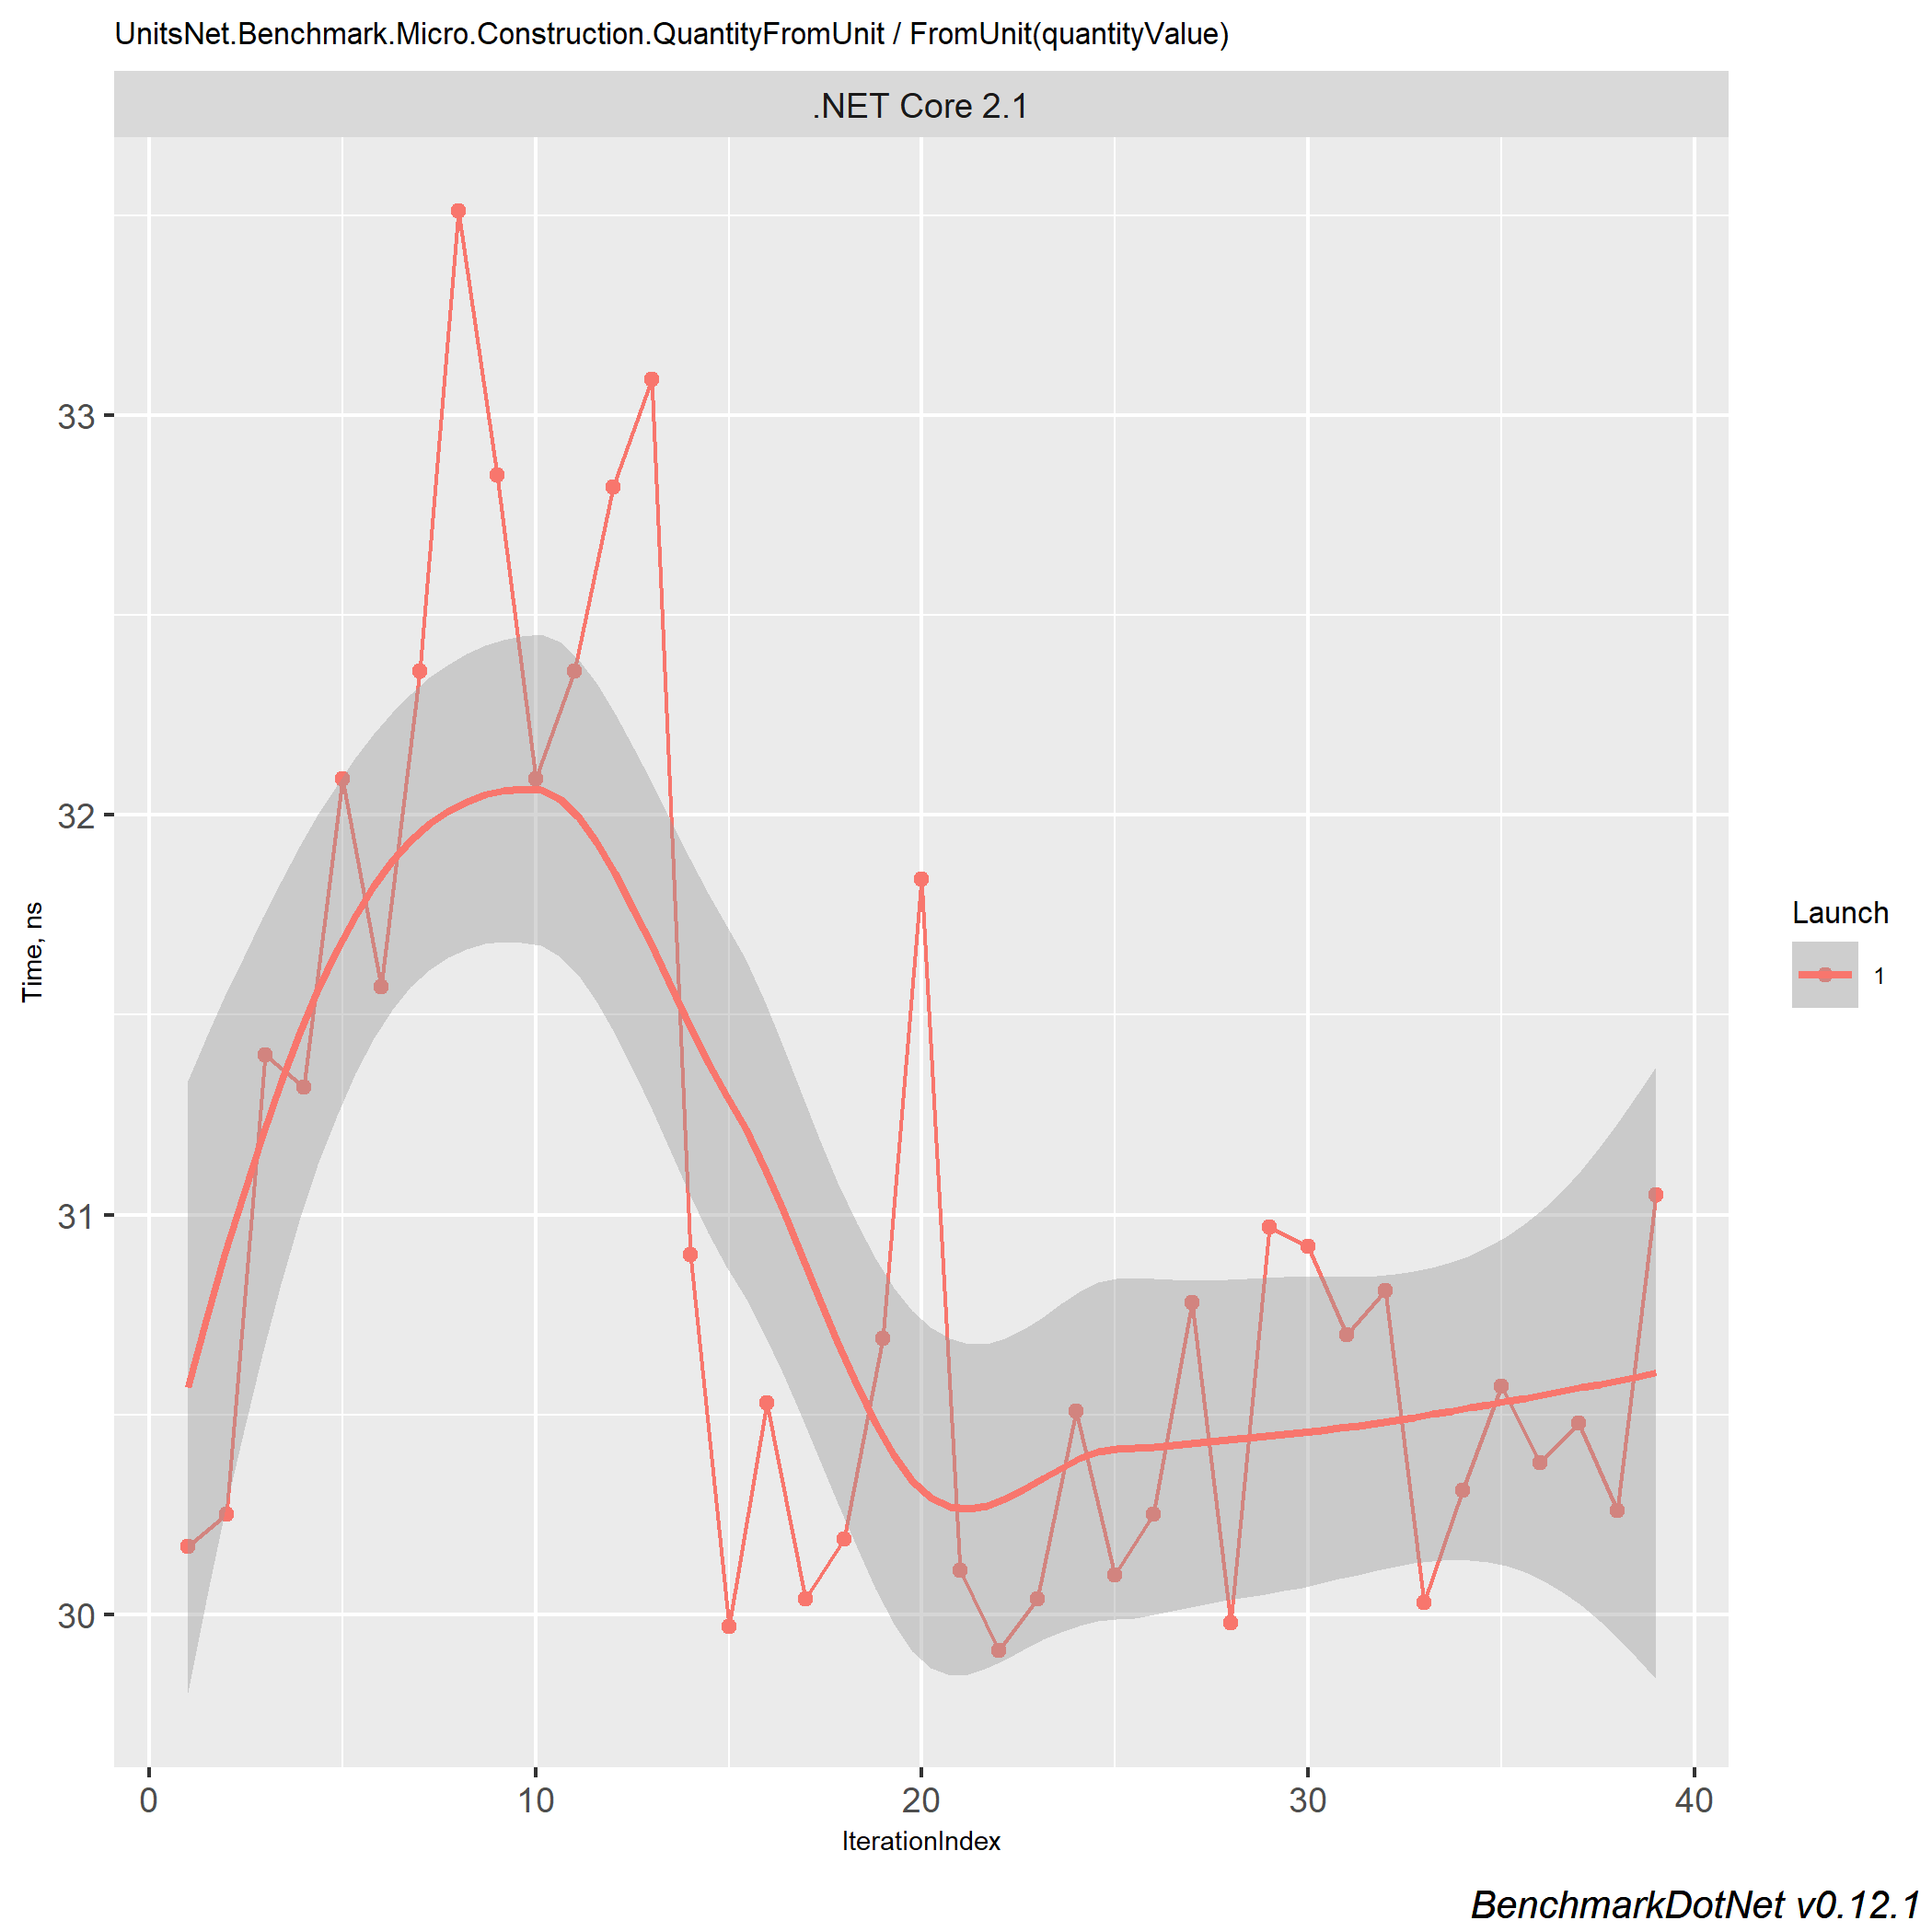 UnitsNet.Benchmark.Micro.Construction.QuantityFromUnit / FromUnit(quantityValue)
.NET Core 2.1
33
32
31
30
Time, ns
0 10 20 30 40
IterationIndex
Launch
1
BenchmarkDotNet v0.12.1